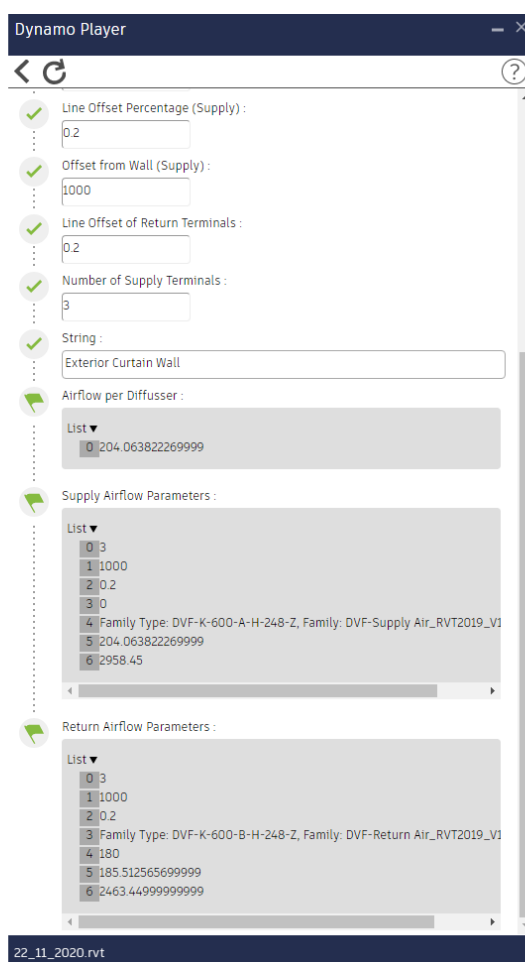 Dynamo Player
Line Offset Percentage (Supply) :
0.2
Offset from Wall (Supply) :
1000
Line Offset of Return Terminals :
0.2
Number of Supply Terminals :
3
String :
Exterior Curtain Wall
Airflow per Diffusser :
List ▼
0 204.063822269999
Supply Airflow Parameters :
List ▼
0 3
1 1000
2 0.2
3 0
4 Family Type: DVF-K-600-A-H-248-Z, Family: DVF-Supply Air_RVT2019_V1
5 204.063822269999
6 2958.45
Return Airflow Parameters :
List ▼
0 3
1 1000
2 0.2
3 Family Type: DVF-K-600-B-H-248-Z, Family: DVF-Return Air_RVT2019_V1
4 180
5 185.512565699999
6 2463.44999999999
22_11_2020.rvt